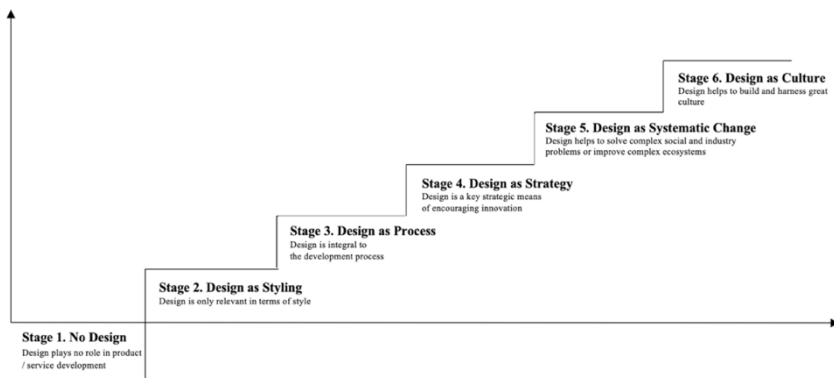 Stage 6. Design as Culture
Design helps to build and harness great
culture
Stage 5. Design as Systematic Change
Design helps to solve complex social and industry
problems or improve complex ecosystems
Stage 4. Design as Strategy
Design is a key strategic means
of encouraging innovation
Stage 3. Design as Process
Design is integral to
the development process
Stage 2. Design as Styling
Design is only relevant in terms of style
Stage 1. No Design
Design plays no role in product
/ service development